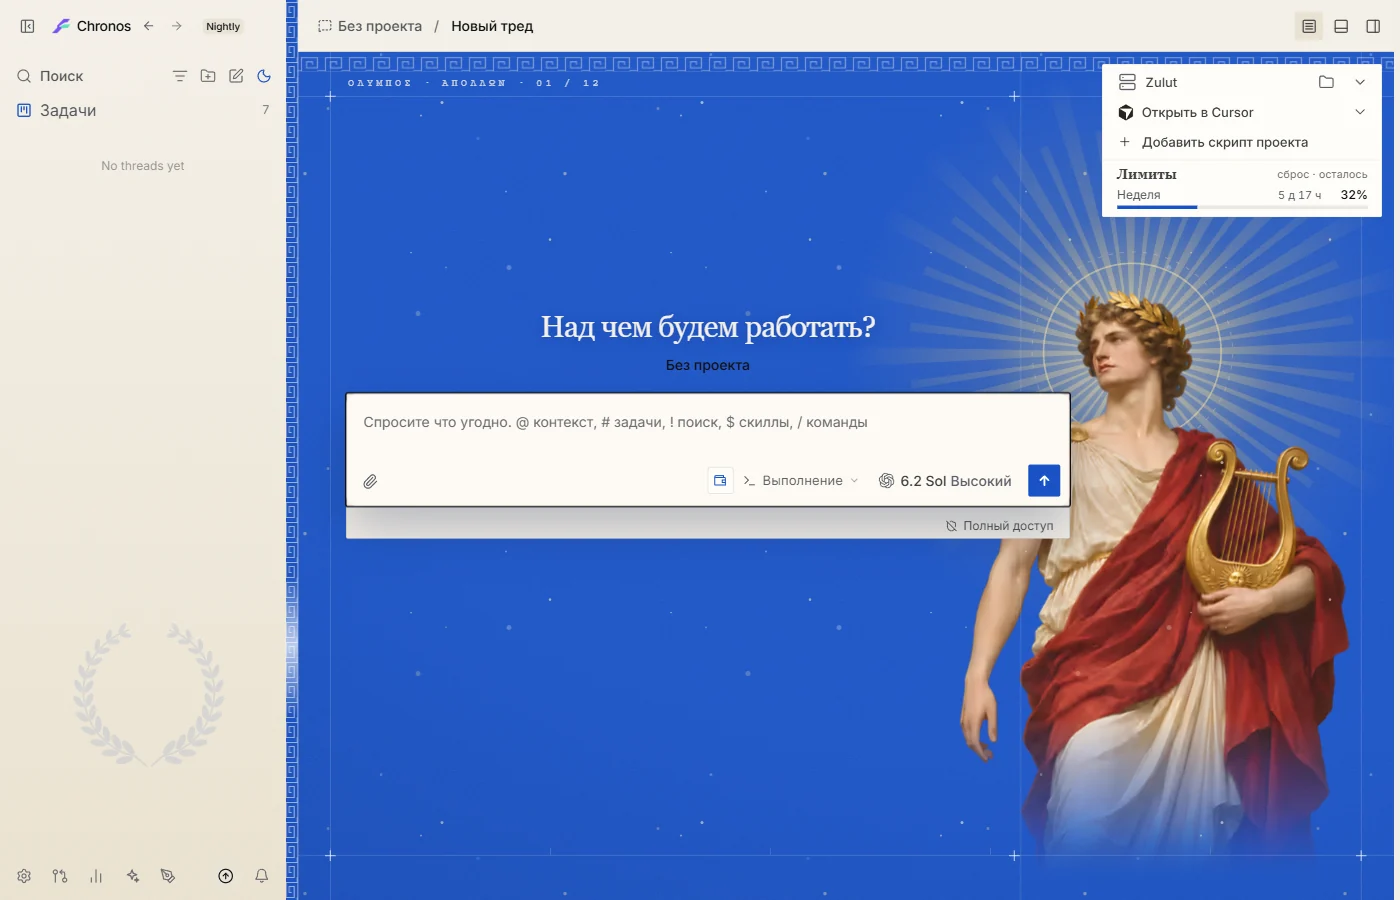 Chronos
Nightly
Без проекта / Новый тред
Поиск
Задачи 7
No threads yet
ΟΛΥΜΠΟΣ · ΑΠΟΛΛΩΝ · 01 / 12
Zulut
Открыть в Cursor
Добавить скрипт проекта
Лимиты сброс · осталось
Неделя 5 д 17 ч 32%
Над чем будем работать?
Без проекта
Спросите что угодно. @ контекст, # задачи, ! поиск, $ скиллы, / команды
Выполнение 6.2 Sol Высокий
Полный доступ